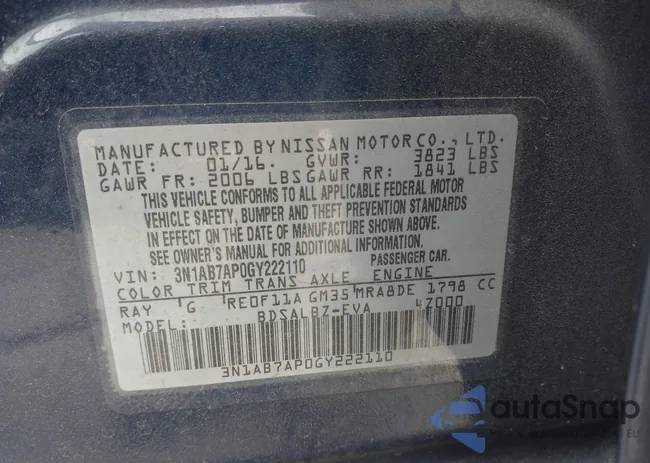 MANUFACTURED BY NISSAN MOTOR CO., LTD.
DATE: 01/16. GVWR: 3823 LBS
GAWR FR: 2006 LBS GAWR RR: 1841 LBS
THIS VEHICLE CONFORMS TO ALL APPLICABLE FEDERAL MOTOR
VEHICLE SAFETY, BUMPER AND THEFT PREVENTION STANDARDS
IN EFFECT ON THE DATE OF MANUFACTURE SHOWN ABOVE.
SEE OWNER'S MANUAL FOR ADDITIONAL INFORMATION.
VIN: 3N1AB7AP0GY222110 PASSENGER CAR.
COLOR TRIM TRANS AXLE ENGINE
RAY G RE0F11A GM35 MRA8DE 1798 CC
MODEL: BDSALBZ-EVA 4Z000
3N1AB7AP0GY222110
autaSnap